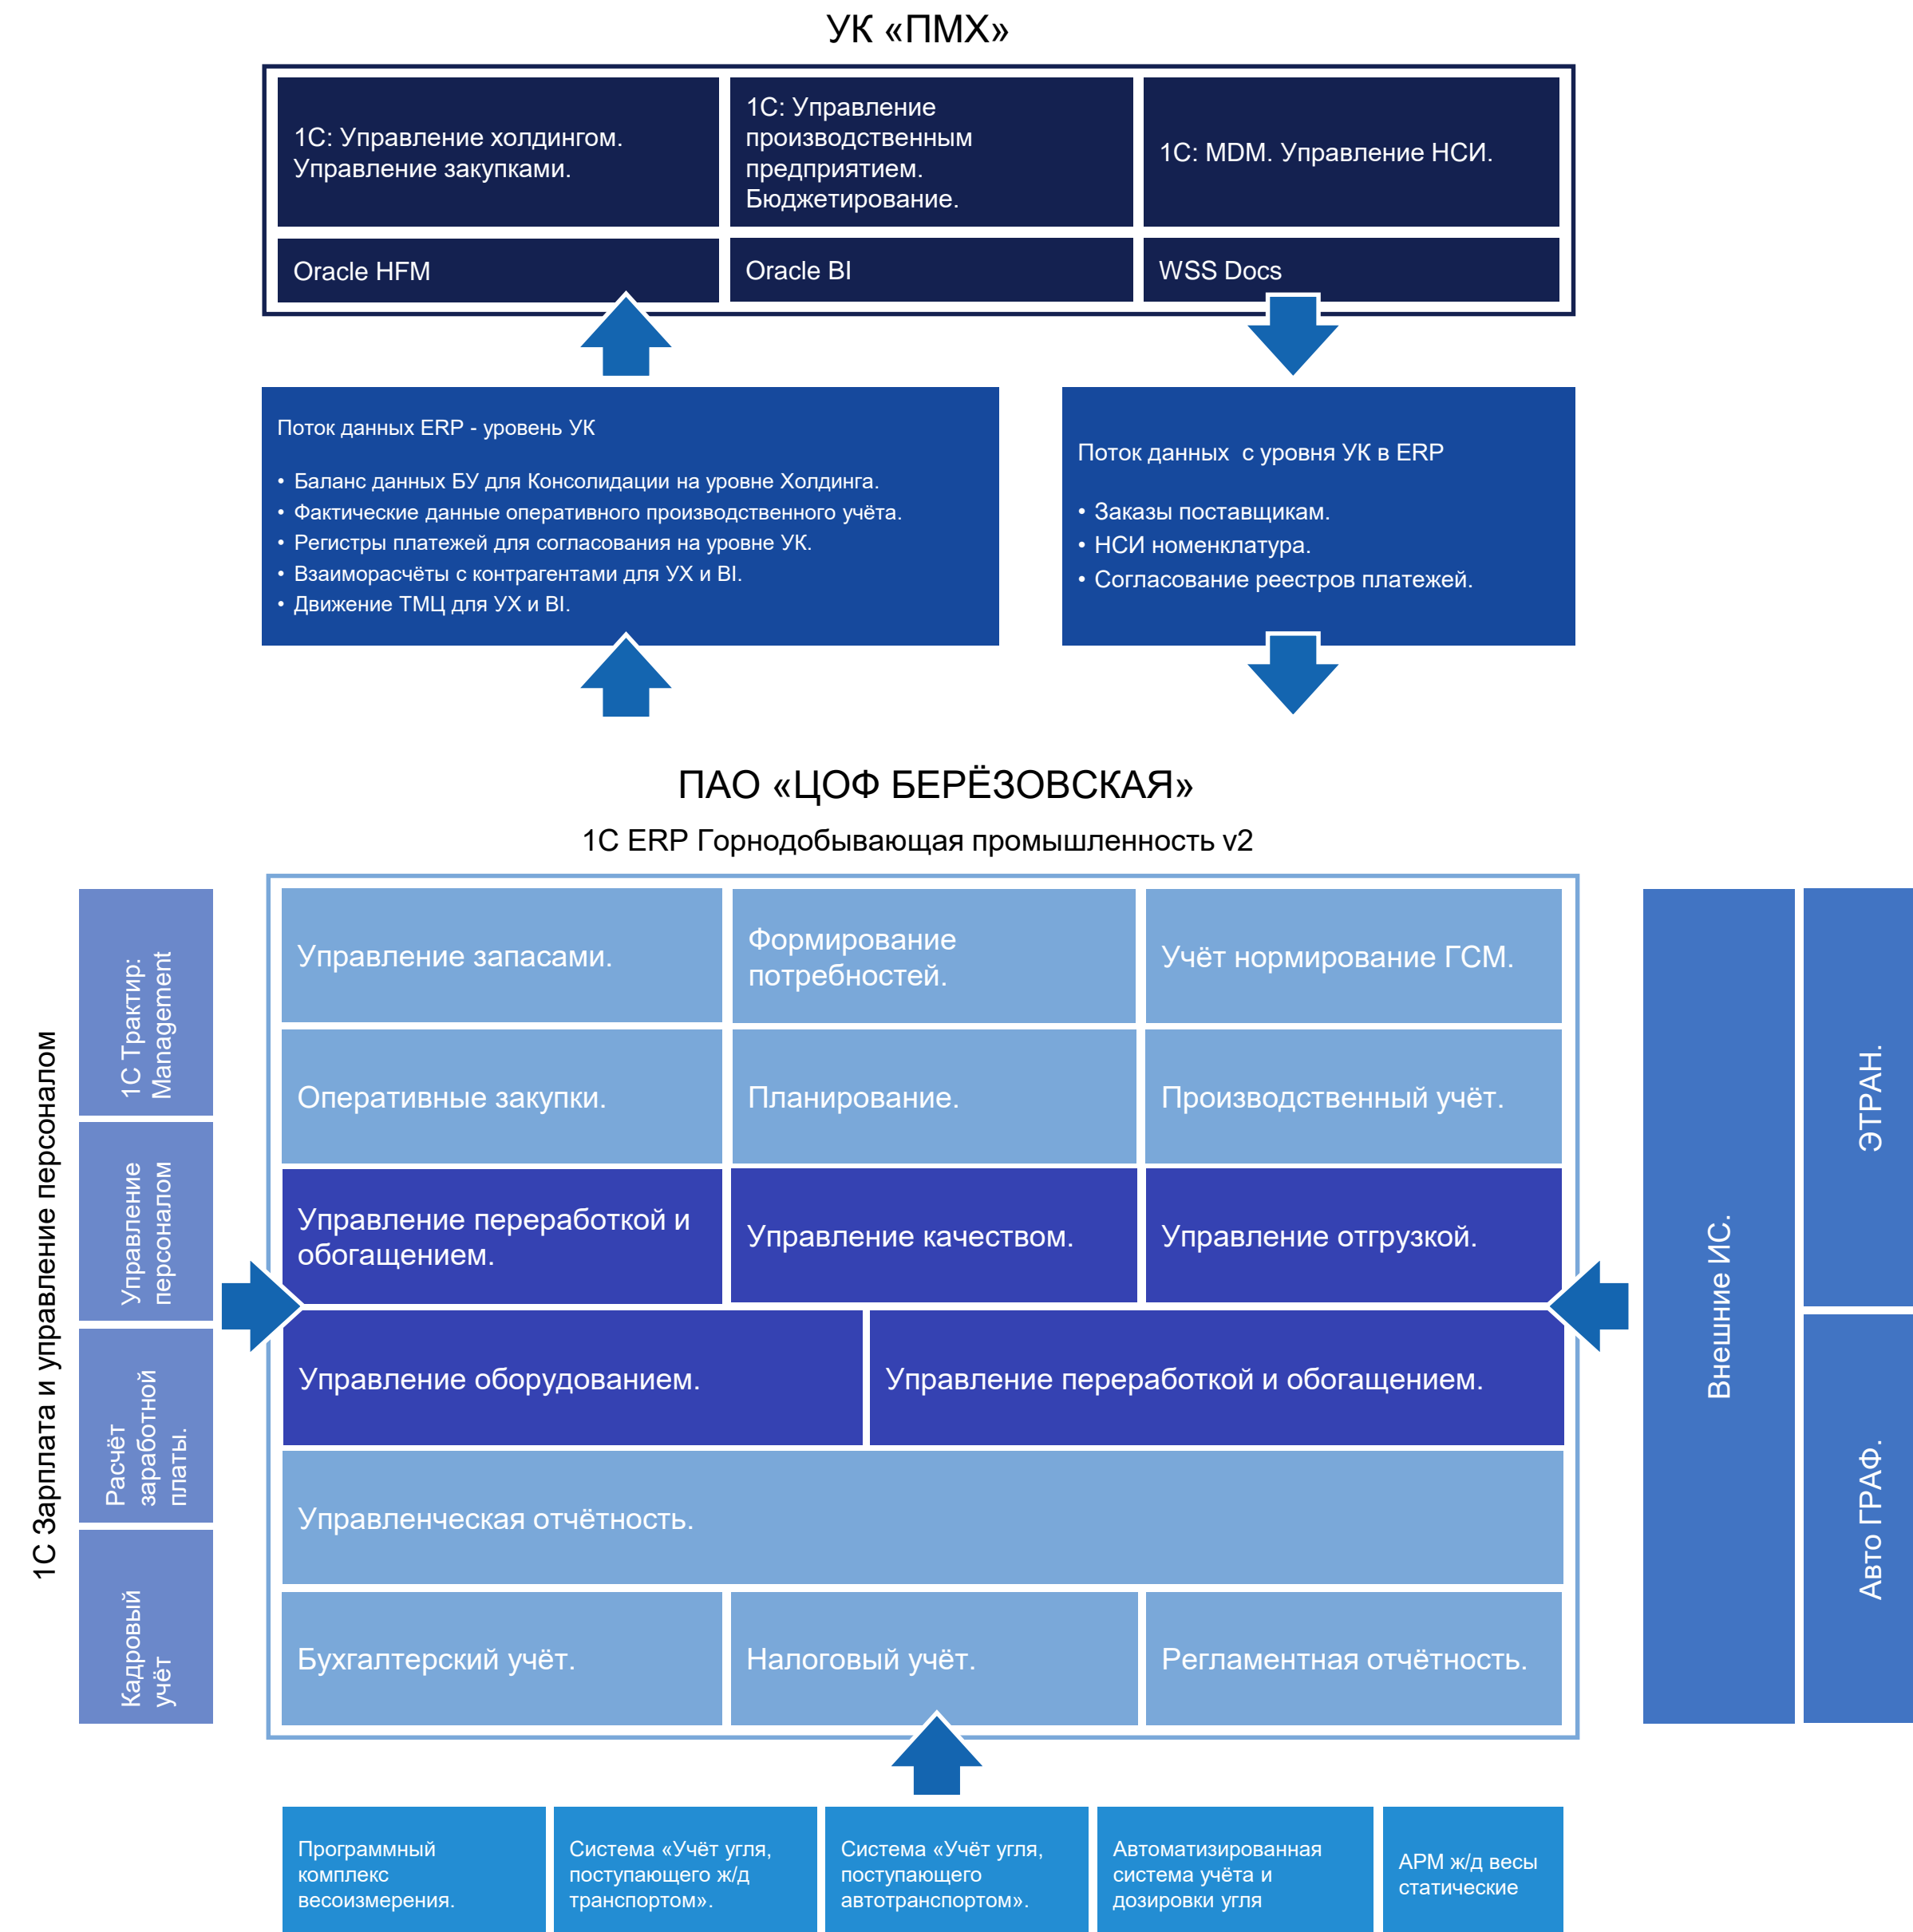 УК «ПМХ»
1С: Управление холдингом.
Управление закупками.
1С: Управление
производственным
предприятием.
Бюджетирование.
1С: MDM. Управление НСИ.
Oracle HFM
Oracle BI
WSS Docs
Поток данных ERP - уровень УК
• Баланс данных БУ для Консолидации на уровне Холдинга.
• Фактические данные оперативного производственного учёта.
• Регистры платежей для согласования на уровне УК.
• Взаиморасчёты с контрагентами для УХ и BI.
• Движение ТМЦ для УХ и BI.
Поток данных с уровня УК в ERP
• Заказы поставщикам.
• НСИ номенклатура.
• Согласование реестров платежей.
ПАО «ЦОФ БЕРЁЗОВСКАЯ»
1С ERP Горнодобывающая промышленность v2
1С Зарплата и управление персоналом
1С Трактир:
Management
Управление
персоналом
Расчёт
заработной
платы.
Кадровый
учёт
Управление запасами.
Формирование
потребностей.
Учёт нормирование ГСМ.
Оперативные закупки.
Планирование.
Производственный учёт.
Управление переработкой и
обогащением.
Управление качеством.
Управление отгрузкой.
Управление оборудованием.
Управление переработкой и обогащением.
Управленческая отчётность.
Бухгалтерский учёт.
Налоговый учёт.
Регламентная отчётность.
Внешние ИС.
ЭТРАН.
Авто ГРАФ.
Программный
комплекс
весоизмерения.
Система «Учёт угля,
поступающего ж/д
транспортом».
Система «Учёт угля,
поступающего
автотранспортом».
Автоматизированная
система учёта и
дозировки угля
АРМ ж/д весы
статические